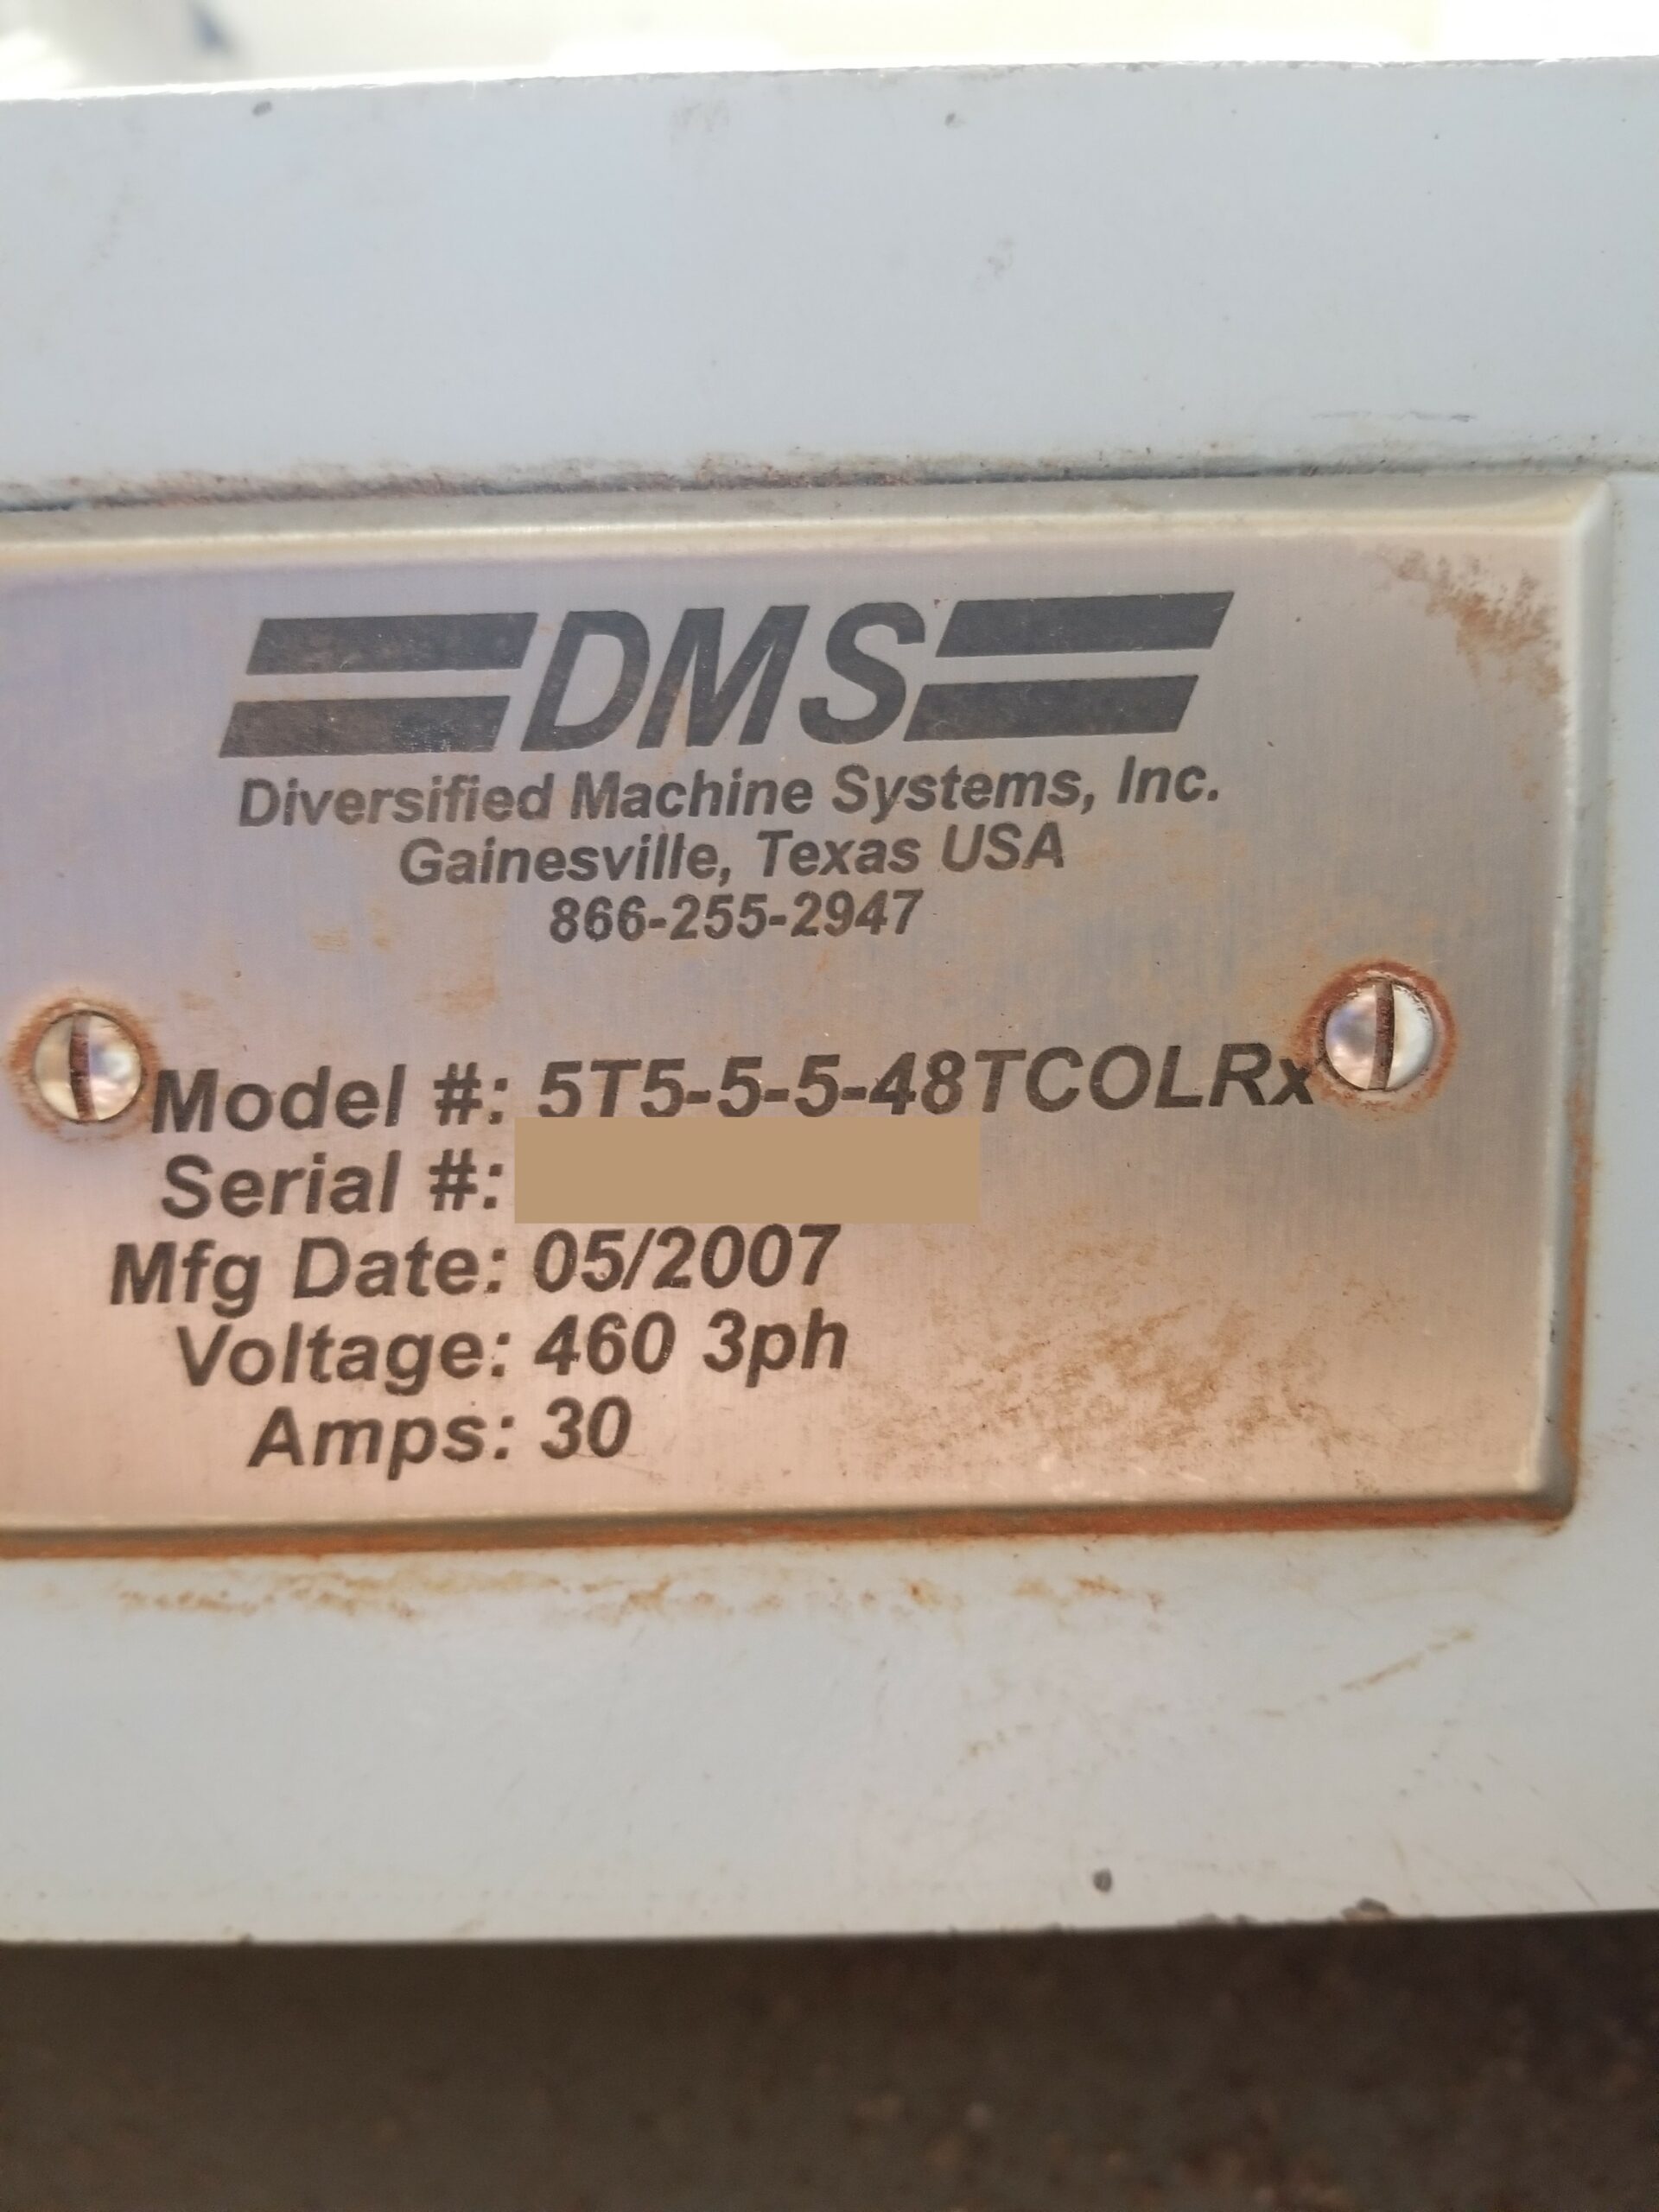 DMS
Diversified Machine Systems, Inc.
Gainesville, Texas USA
866-255-2947
Model #: 5T5-5-5-48TCOLRx
Serial #:
Mfg Date: 05/2007
Voltage: 460 3ph
Amps: 30